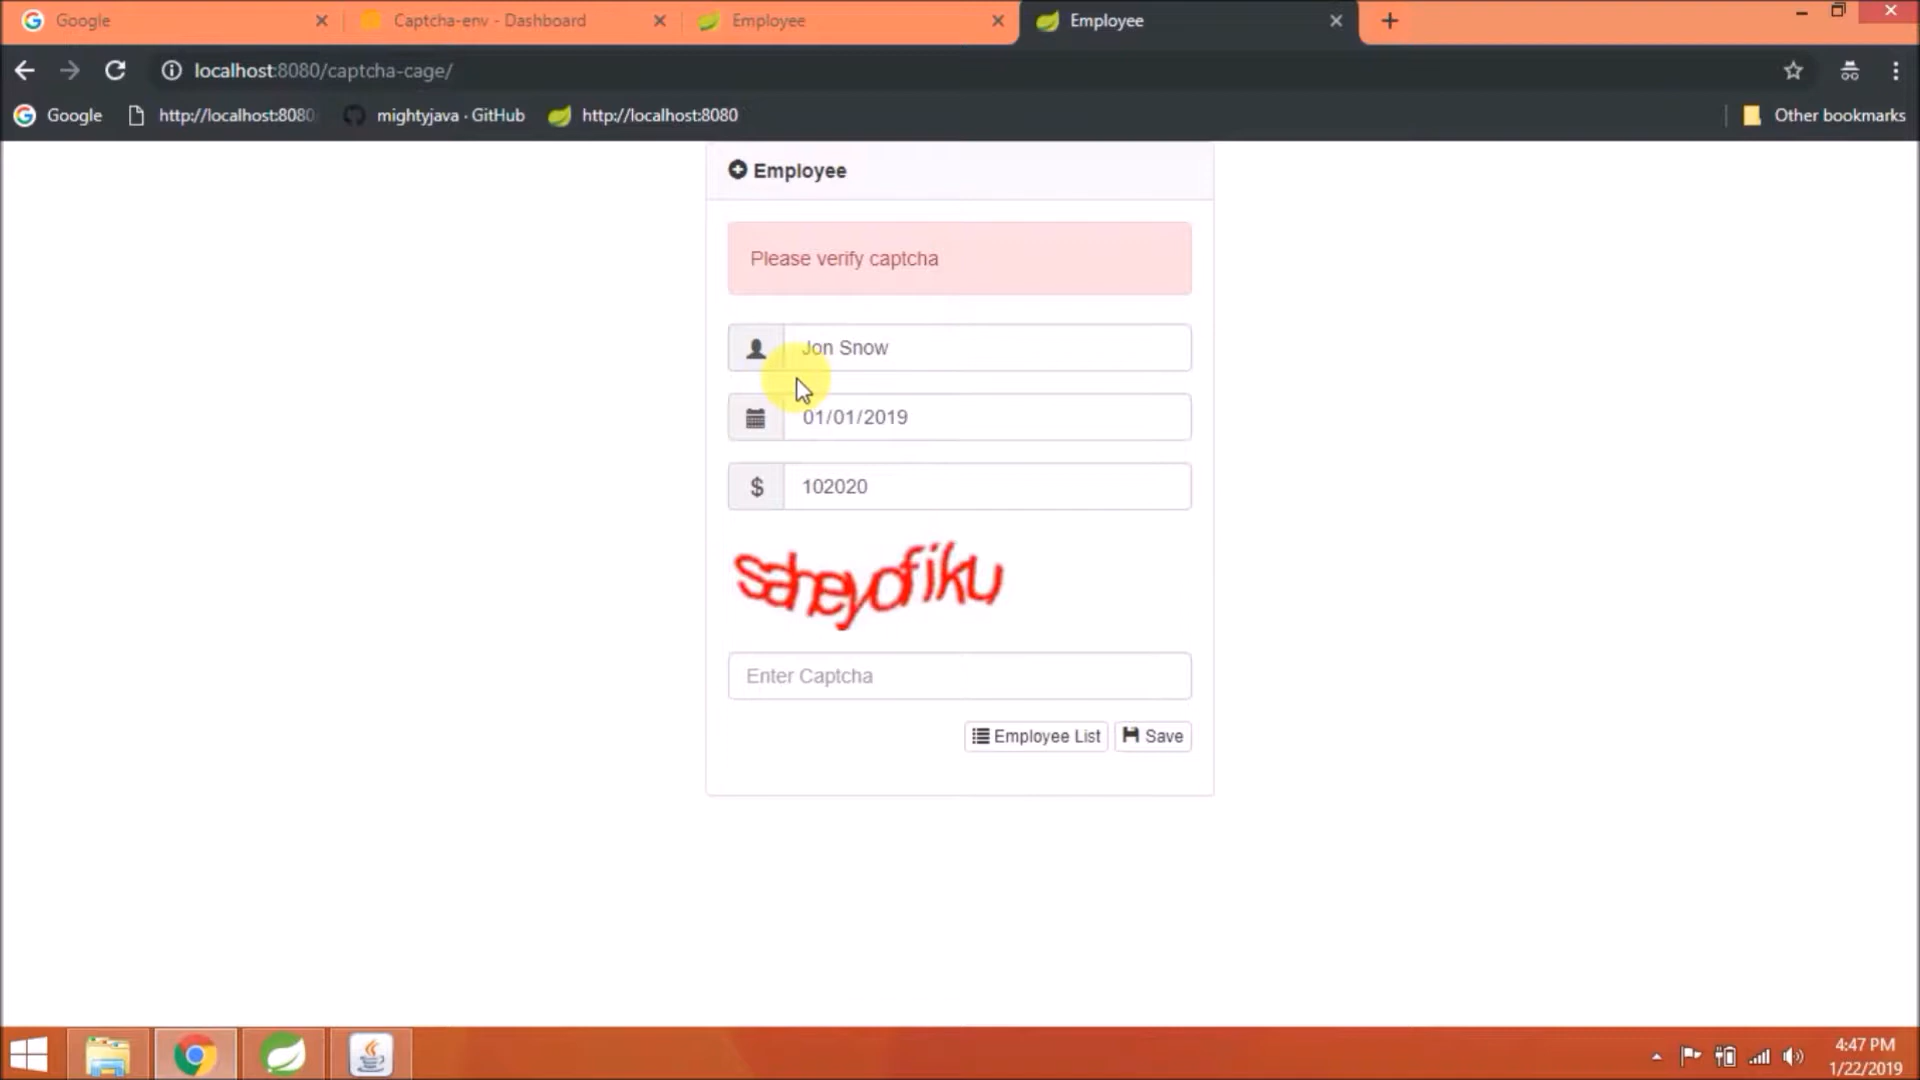 Google
Captcha-env - Dashboard
Employee
Employee
localhost:8080/captcha-cage/
Google
http://localhost:8080
mightyjava · GitHub
http://localhost:8080
Other bookmarks
Employee
Please verify captcha
Jon Snow
01/01/2019
$
102020
saheyofiku
Enter Captcha
Employee List
Save
4:47 PM
1/22/2019